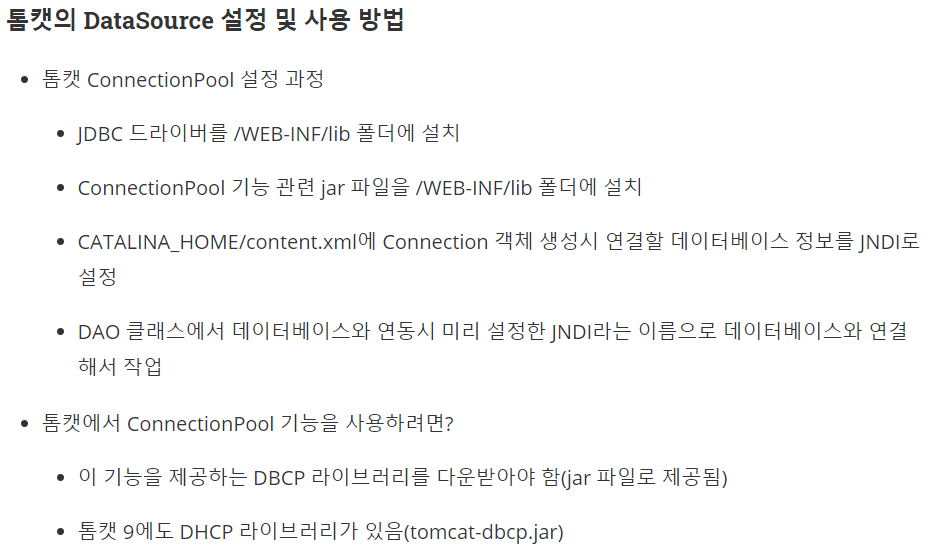 톰캣의 DataSource 설정 및 사용 방법
톰캣 ConnectionPool 설정 과정
JDBC 드라이버를 /WEB-INF/lib 폴더에 설치
ConnectionPool 기능 관련 jar 파일을 /WEB-INF/lib 폴더에 설치
CATALINA_HOME/content.xml에 Connection 객체 생성시 연결할 데이터베이스 정보를 JNDI로
설정
DAO 클래스에서 데이터베이스와 연동시 미리 설정한 JNDI라는 이름으로 데이터베이스와 연결
해서 작업
톰캣에서 ConnectionPool 기능을 사용하려면?
이 기능을 제공하는 DBCP 라이브러리를 다운받아야 함(jar 파일로 제공됨)
톰캣 9에도 DHCP 라이브러리가 있음(tomcat-dbcp.jar)